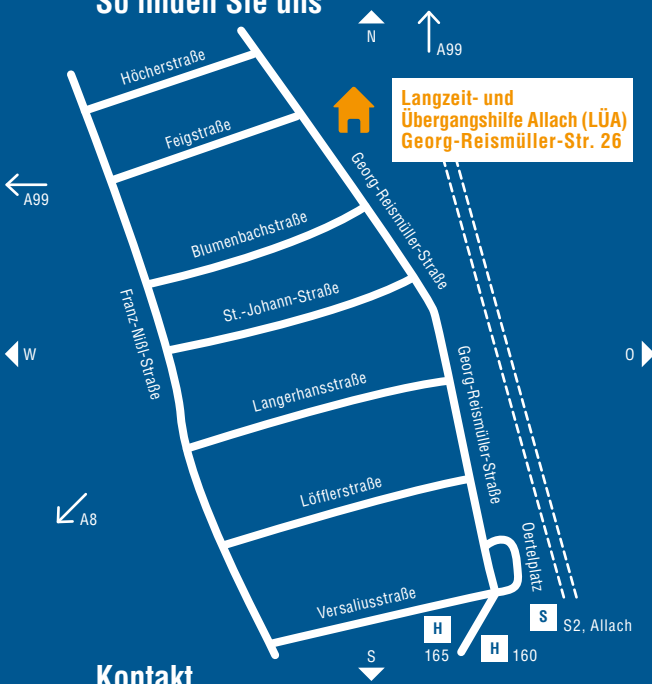 So finden Sie uns
N
A99
Höcherstraße
Langzeit- und
Übergangshilfe Allach (LÜA)
Georg-Reismüller-Str. 26
Feigstraße
A99
Georg-Reismüller-Straße
Blumenbachstraße
St.-Johann-Straße
Franz-Nißl-Straße
W
O
Georg-Reismüller-Straße
Langerhansstraße
Löfflerstraße
A8
Oertelplatz
Versaliusstraße
S
S2, Allach
H
165
H
160
S
Kontakt